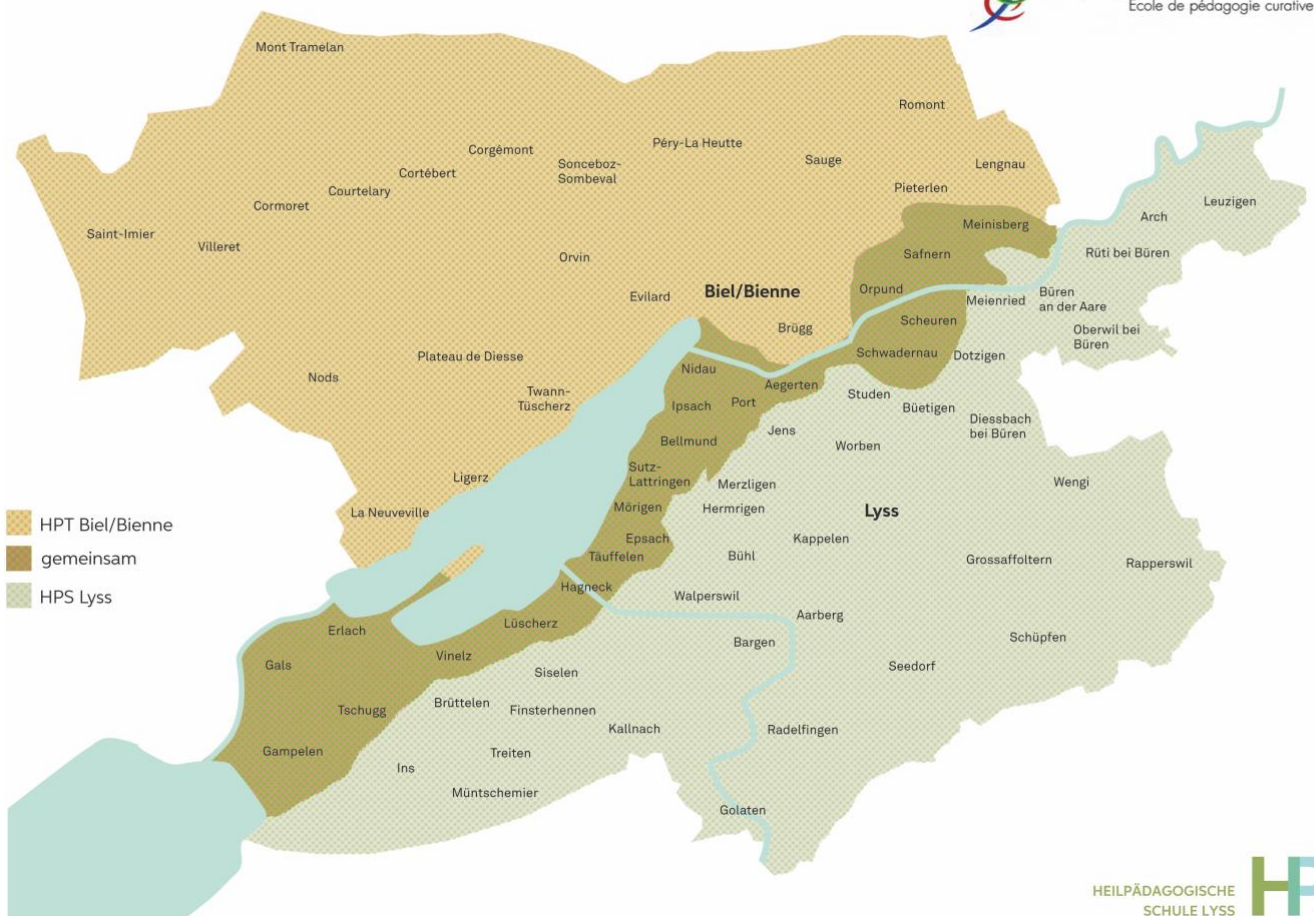 Ecole de pédagogie curative
Mont Tramelan
Romont
Corgémont
Péry-La Heutte
Sonceboz-
Sombeval
Sauge
Lengnau
Cortébert
Courtelary
Pieterlen
Cormoret
Leuzigen
Arch
Saint-Imier
Villeret
Meinisberg
Orvin
Safnern
Rüti bei Büren
Evilard
Biel/Bienne
Orpund
Meienried
Büren
an der Aare
Brügg
Scheuren
Oberwil bei
Büren
Plateau de Diesse
Schwadernau
Dotzigen
Nods
Nidau
Twann-
Tüscherz
Aegerten
Studen
Ipsach
Port
Büetigen
Diessbach
bei Büren
Jens
Bellmund
Worben
Ligerz
Sutz-
Lattringen
Merzligen
Wengi
La Neuveville
Mörigen
Hermrigen
Lyss
HPT Biel/Bienne
gemeinsam
HPS Lyss
Epsach
Kappelen
Täuffelen
Bühl
Grossaffoltern
Rapperswil
Hagneck
Walperswil
Aarberg
Erlach
Lüscherz
Bargen
Schüpfen
Gals
Vinelz
Siselen
Seedorf
Tschugg
Brüttelen
Finsterhennen
Kallnach
Radelfingen
Gampelen
Treiten
Ins
Müntschemier
Golaten
HEILPÄDAGOGISCHE
SCHULE LYSS
HP